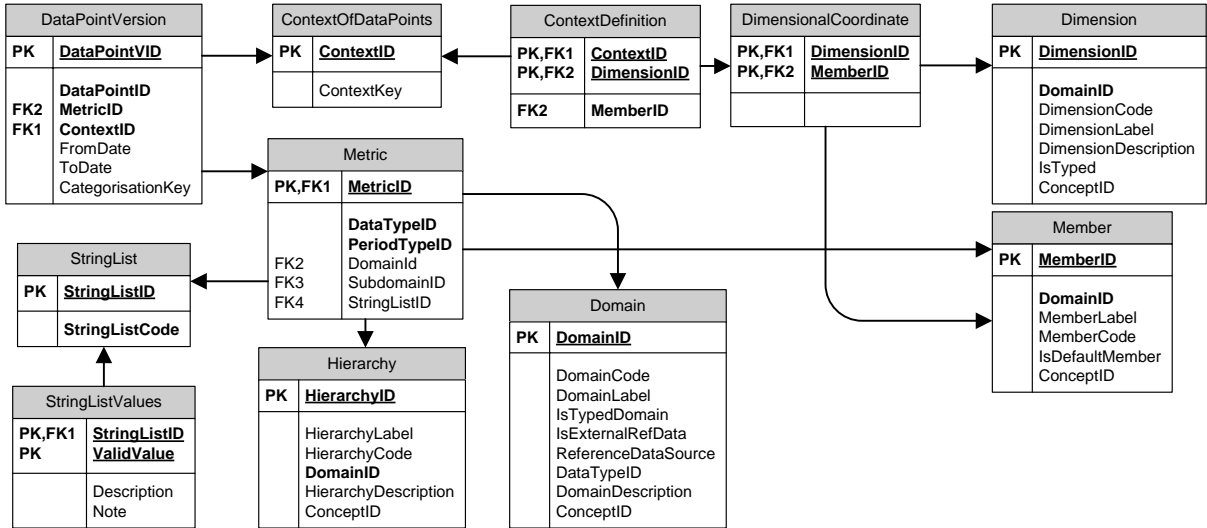 DataPointVersion
PK DataPointVID
DataPointID
FK2 MetricID
FK1 ContextID
FromDate
ToDate
CategorisationKey
ContextOfDataPoints
PK ContextID
ContextKey
ContextDefinition
PK,FK1 ContextID
PK,FK2 DimensionID
FK2 MemberID
DimensionalCoordinate
PK,FK1 DimensionID
PK,FK2 MemberID
Dimension
PK DimensionID
DomainID
DimensionCode
DimensionLabel
DimensionDescription
IsTyped
ConceptID
Metric
PK,FK1 MetricID
DataTypeID
PeriodTypeID
FK2 DomainId
FK3 SubdomainID
FK4 StringListID
Member
PK MemberID
DomainID
MemberLabel
MemberCode
IsDefaultMember
ConceptID
StringList
PK StringListID
StringListCode
Domain
PK DomainID
DomainCode
DomainLabel
IsTypedDomain
IsExternalRefData
ReferenceDataSource
DataTypeID
DomainDescription
ConceptID
Hierarchy
PK HierarchyID
HierarchyLabel
HierarchyCode
DomainID
HierarchyDescription
ConceptID
StringListValues
PK,FK1 StringListID
PK ValidValue
Description
Note